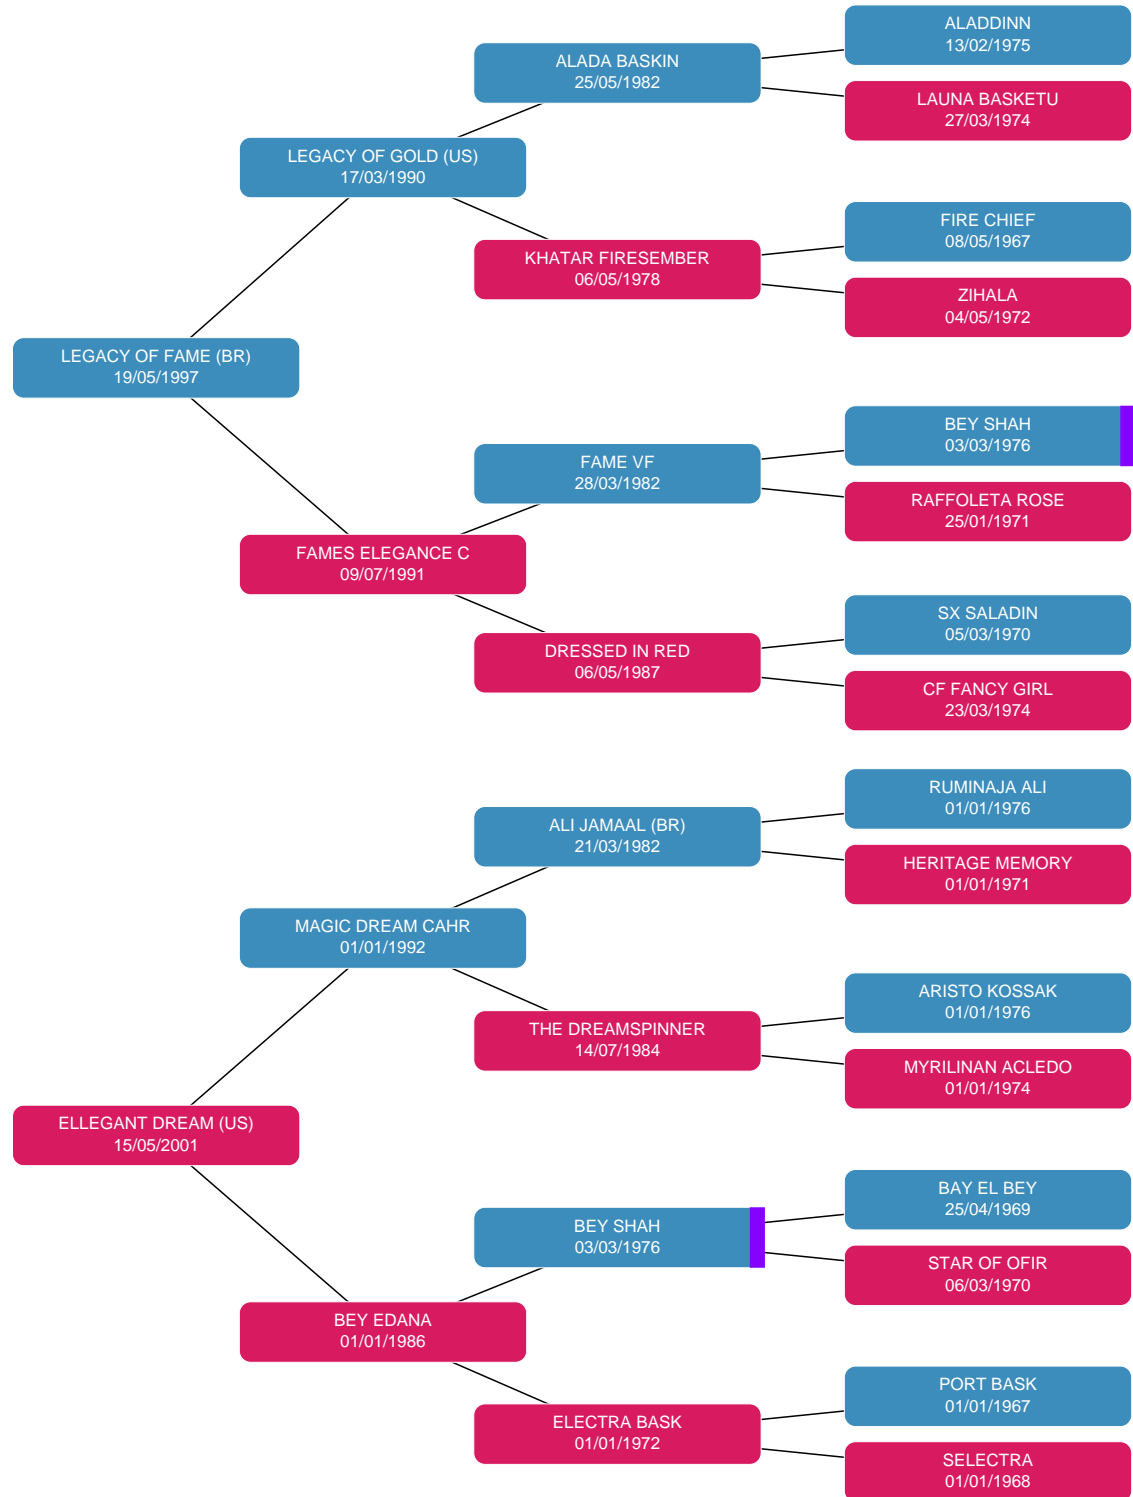 ALADDINN
13/02/1975
ALADA BASKIN
25/05/1982
LAUNA BASKETU
27/03/1974
LEGACY OF GOLD (US)
17/03/1990
FIRE CHIEF
08/05/1967
KHATAR FIRESEMBER
06/05/1978
ZIHALA
04/05/1972
LEGACY OF FAME (BR)
19/05/1997
BEY SHAH
03/03/1976
FAME VF
28/03/1982
RAFFOLETA ROSE
25/01/1971
FAMES ELEGANCE C
09/07/1991
SX SALADIN
05/03/1970
DRESSED IN RED
06/05/1987
CF FANCY GIRL
23/03/1974
RUMINAJA ALI
01/01/1976
ALI JAMAAL (BR)
21/03/1982
HERITAGE MEMORY
01/01/1971
MAGIC DREAM CAHR
01/01/1992
ARISTO KOSSAK
01/01/1976
THE DREAMSPINNER
14/07/1984
MYRILINAN ACLEDO
01/01/1974
ELLEGANT DREAM (US)
15/05/2001
BAY EL BEY
25/04/1969
BEY SHAH
03/03/1976
STAR OF OFIR
06/03/1970
BEY EDANA
01/01/1986
PORT BASK
01/01/1967
ELECTRA BASK
01/01/1972
SELECTRA
01/01/1968